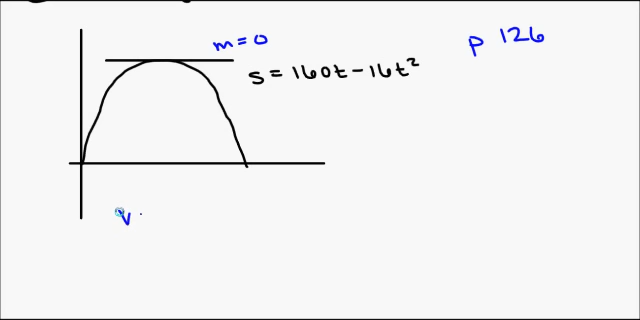 m=0
p 126
s = 160t - 16t²
v